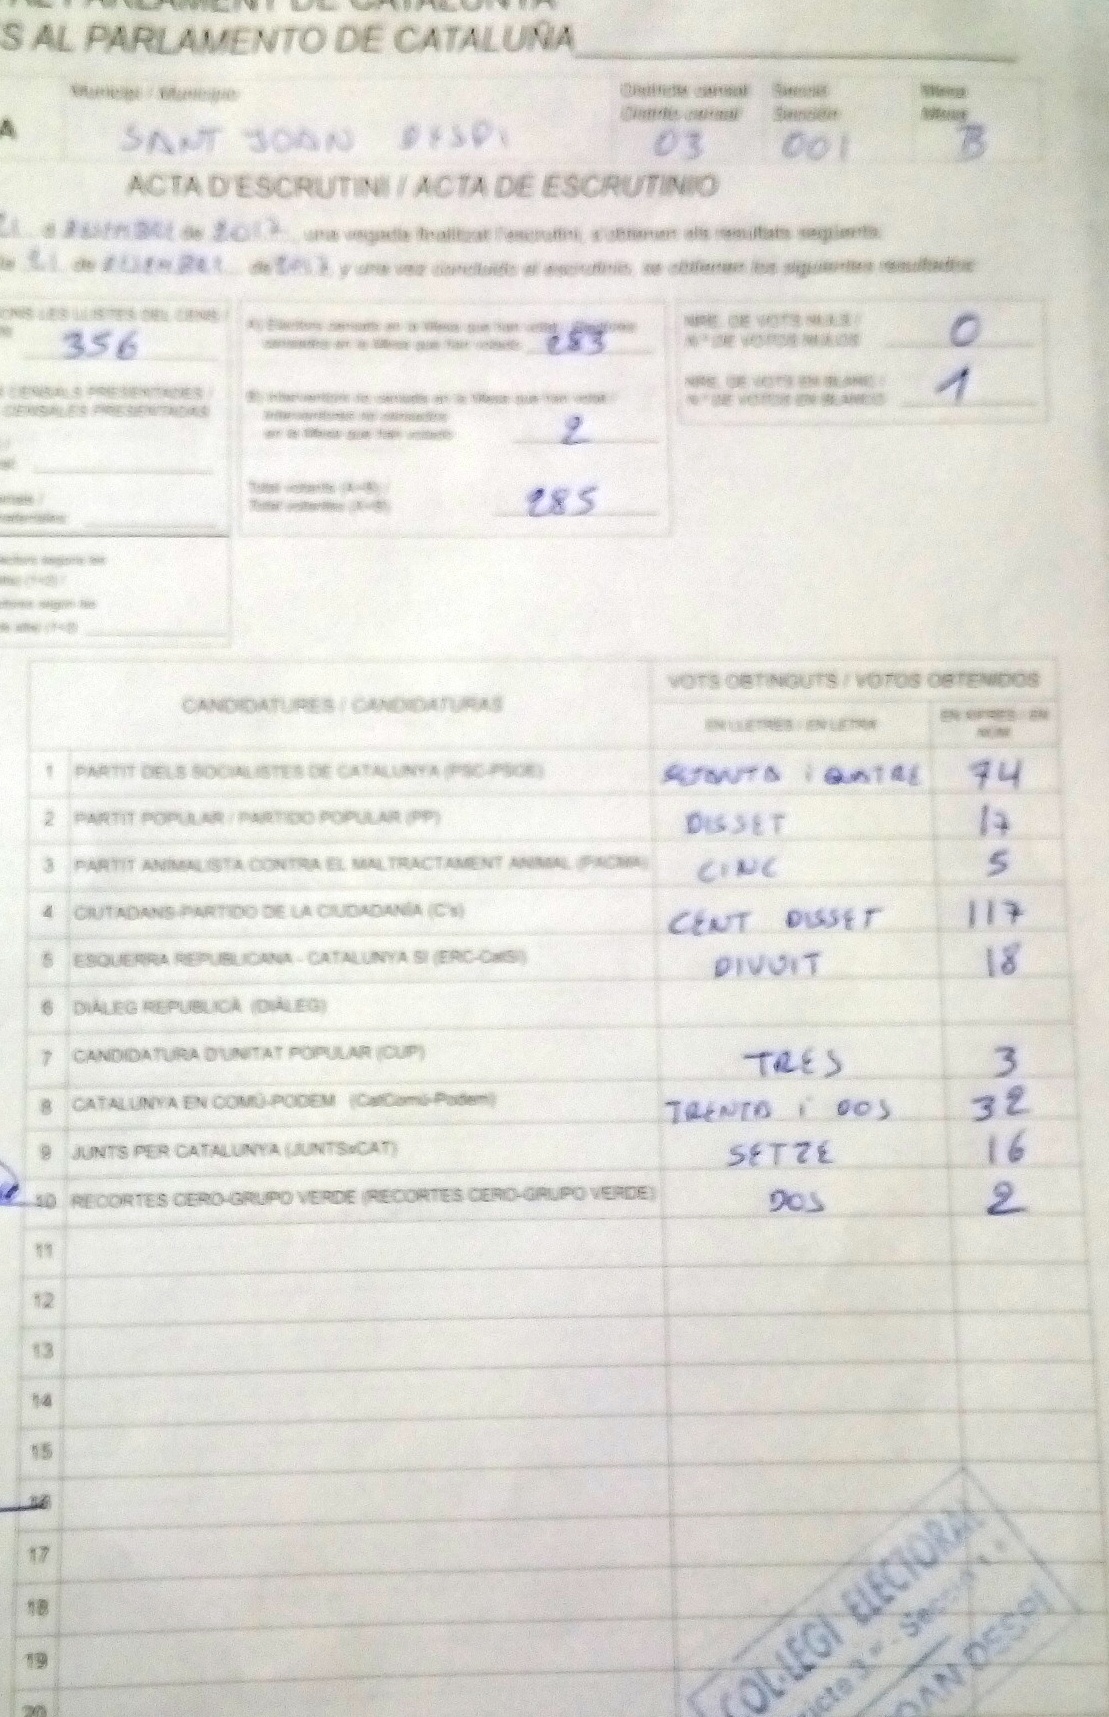 AL PARLAMENT DE CATALUNYA
S AL PARLAMENTO DE CATALUÑA
Municipi / Municipio
Districte censal Secció Mesa
Distrito censal Sección Mesa
A SANT JOAN DESPI 03 001 B
ACTA D'ESCRUTINI / ACTA DE ESCRUTINIO
21 de 2017, una vegada finalitzat l'escrutini, s'obtenen els resultats següents:
21 de de 2017 y una vez concluido el escrutinio, se obtienen los siguientes resultados:
LES LLISTES DEL CENS /
356
A) Electors censats en la Mesa que han votat / Electores
censados en la Mesa que han votado 283
NRE. DE VOTS NULS /
N.º DE VOTOS NULOS 0
CENSALS PRESENTADES /
CENSALES PRESENTADAS
B) Interventors no censats en la Mesa que han votat /
Interventores no censados
en la Mesa que han votado 2
NRE. DE VOTS EN BLANC /
N.º DE VOTOS EN BLANCO 1
Total votants (A+B) /
Total votantes (A+B) 285
CANDIDATURES / CANDIDATURAS
VOTS OBTINGUTS / VOTOS OBTENIDOS
EN LLETRES / EN LETRA
EN XIFRES / EN
NÚM.
1 PARTIT DELS SOCIALISTES DE CATALUNYA (PSC-PSOE) SETANTA i QUATRE 74
2 PARTIT POPULAR / PARTIDO POPULAR (PP) DISSET 17
3 PARTIT ANIMALISTA CONTRA EL MALTRACTAMENT ANIMAL (PACMA) CINC 5
4 CIUTADANS-PARTIDO DE LA CIUDADANÍA (C's) CENT DISSET 117
5 ESQUERRA REPUBLICANA - CATALUNYA SI (ERC-CatSí) DIVUIT 18
6 DIÀLEG REPUBLICÀ (DIÀLEG)
7 CANDIDATURA D'UNITAT POPULAR (CUP) TRES 3
8 CATALUNYA EN COMÚ-PODEM (CatComú-Podem) TRENTA i DOS 32
9 JUNTS PER CATALUNYA (JUNTSxCAT) SETZE 16
10 RECORTES CERO-GRUPO VERDE (RECORTES CERO-GRUPO VERDE) DOS 2
11
12
13
14
15
16
17
18
19
20
COL·LEGI ELECTORAL
icte 3.er - Secció 1.ª
OAN DESPI